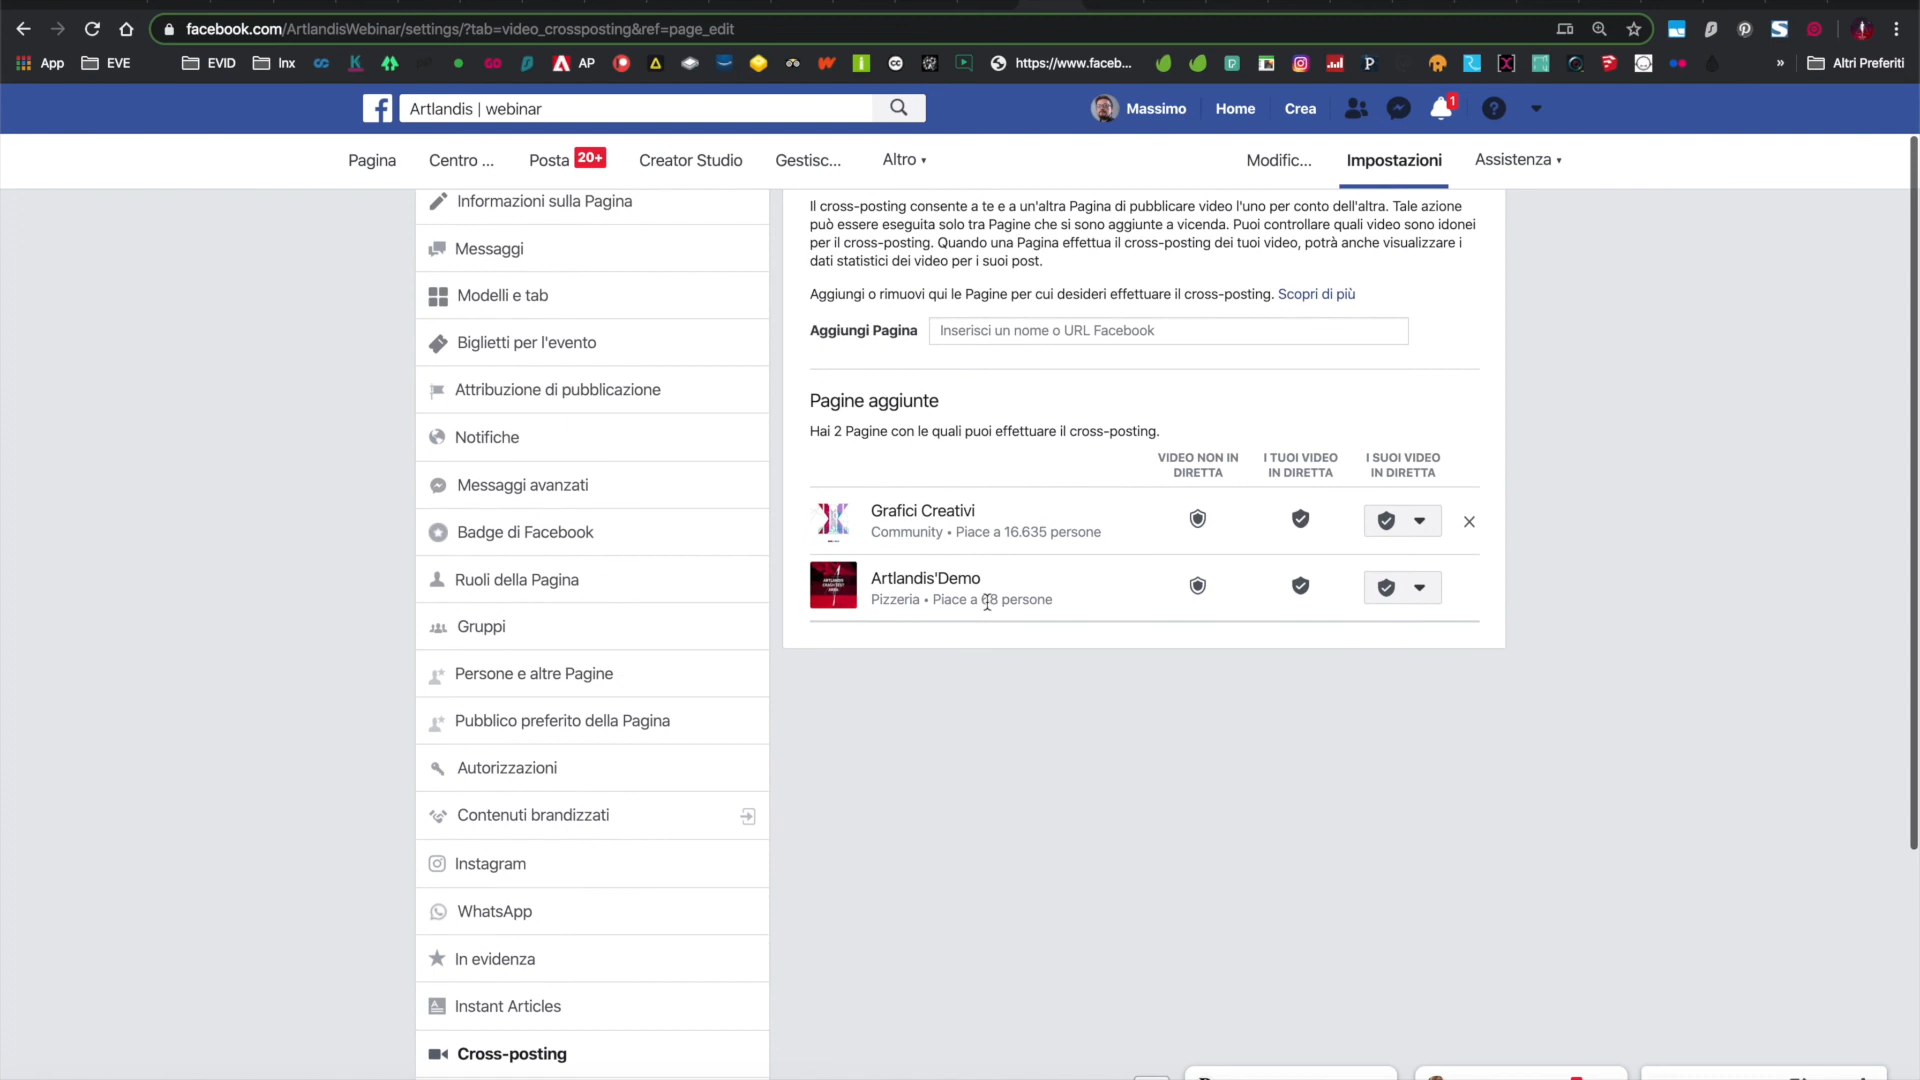 facebook.com/ArtlandisWebinar/settings/?tab=video_crossposting&ref=page_edit
App EVE EVID Inx AP https://www.faceb... » Altri Preferiti
Artlandis | webinar Massimo Home Crea 1
Pagina Centro ... Posta 20+ Creator Studio Gestisc... Altro Modific... Impostazioni Assistenza
Informazioni sulla Pagina
Messaggi
Modelli e tab
Biglietti per l'evento
Attribuzione di pubblicazione
Notifiche
Messaggi avanzati
Badge di Facebook
Ruoli della Pagina
Gruppi
Persone e altre Pagine
Pubblico preferito della Pagina
Autorizzazioni
Contenuti brandizzati
Instagram
WhatsApp
In evidenza
Instant Articles
Cross-posting
Il cross-posting consente a te e a un'altra Pagina di pubblicare video l'uno per conto dell'altra. Tale azione
può essere eseguita solo tra Pagine che si sono aggiunte a vicenda. Puoi controllare quali video sono idonei
per il cross-posting. Quando una Pagina effettua il cross-posting dei tuoi video, potrà anche visualizzare i
dati statistici dei video per i suoi post.
Aggiungi o rimuovi qui le Pagine per cui desideri effettuare il cross-posting. Scopri di più
Aggiungi Pagina Inserisci un nome o URL Facebook
Pagine aggiunte
Hai 2 Pagine con le quali puoi effettuare il cross-posting.
VIDEO NON IN I TUOI VIDEO I SUOI VIDEO
DIRETTA IN DIRETTA IN DIRETTA
Grafici Creativi
Community • Piace a 16.635 persone
Artlandis'Demo
Pizzeria • Piace a 68 persone